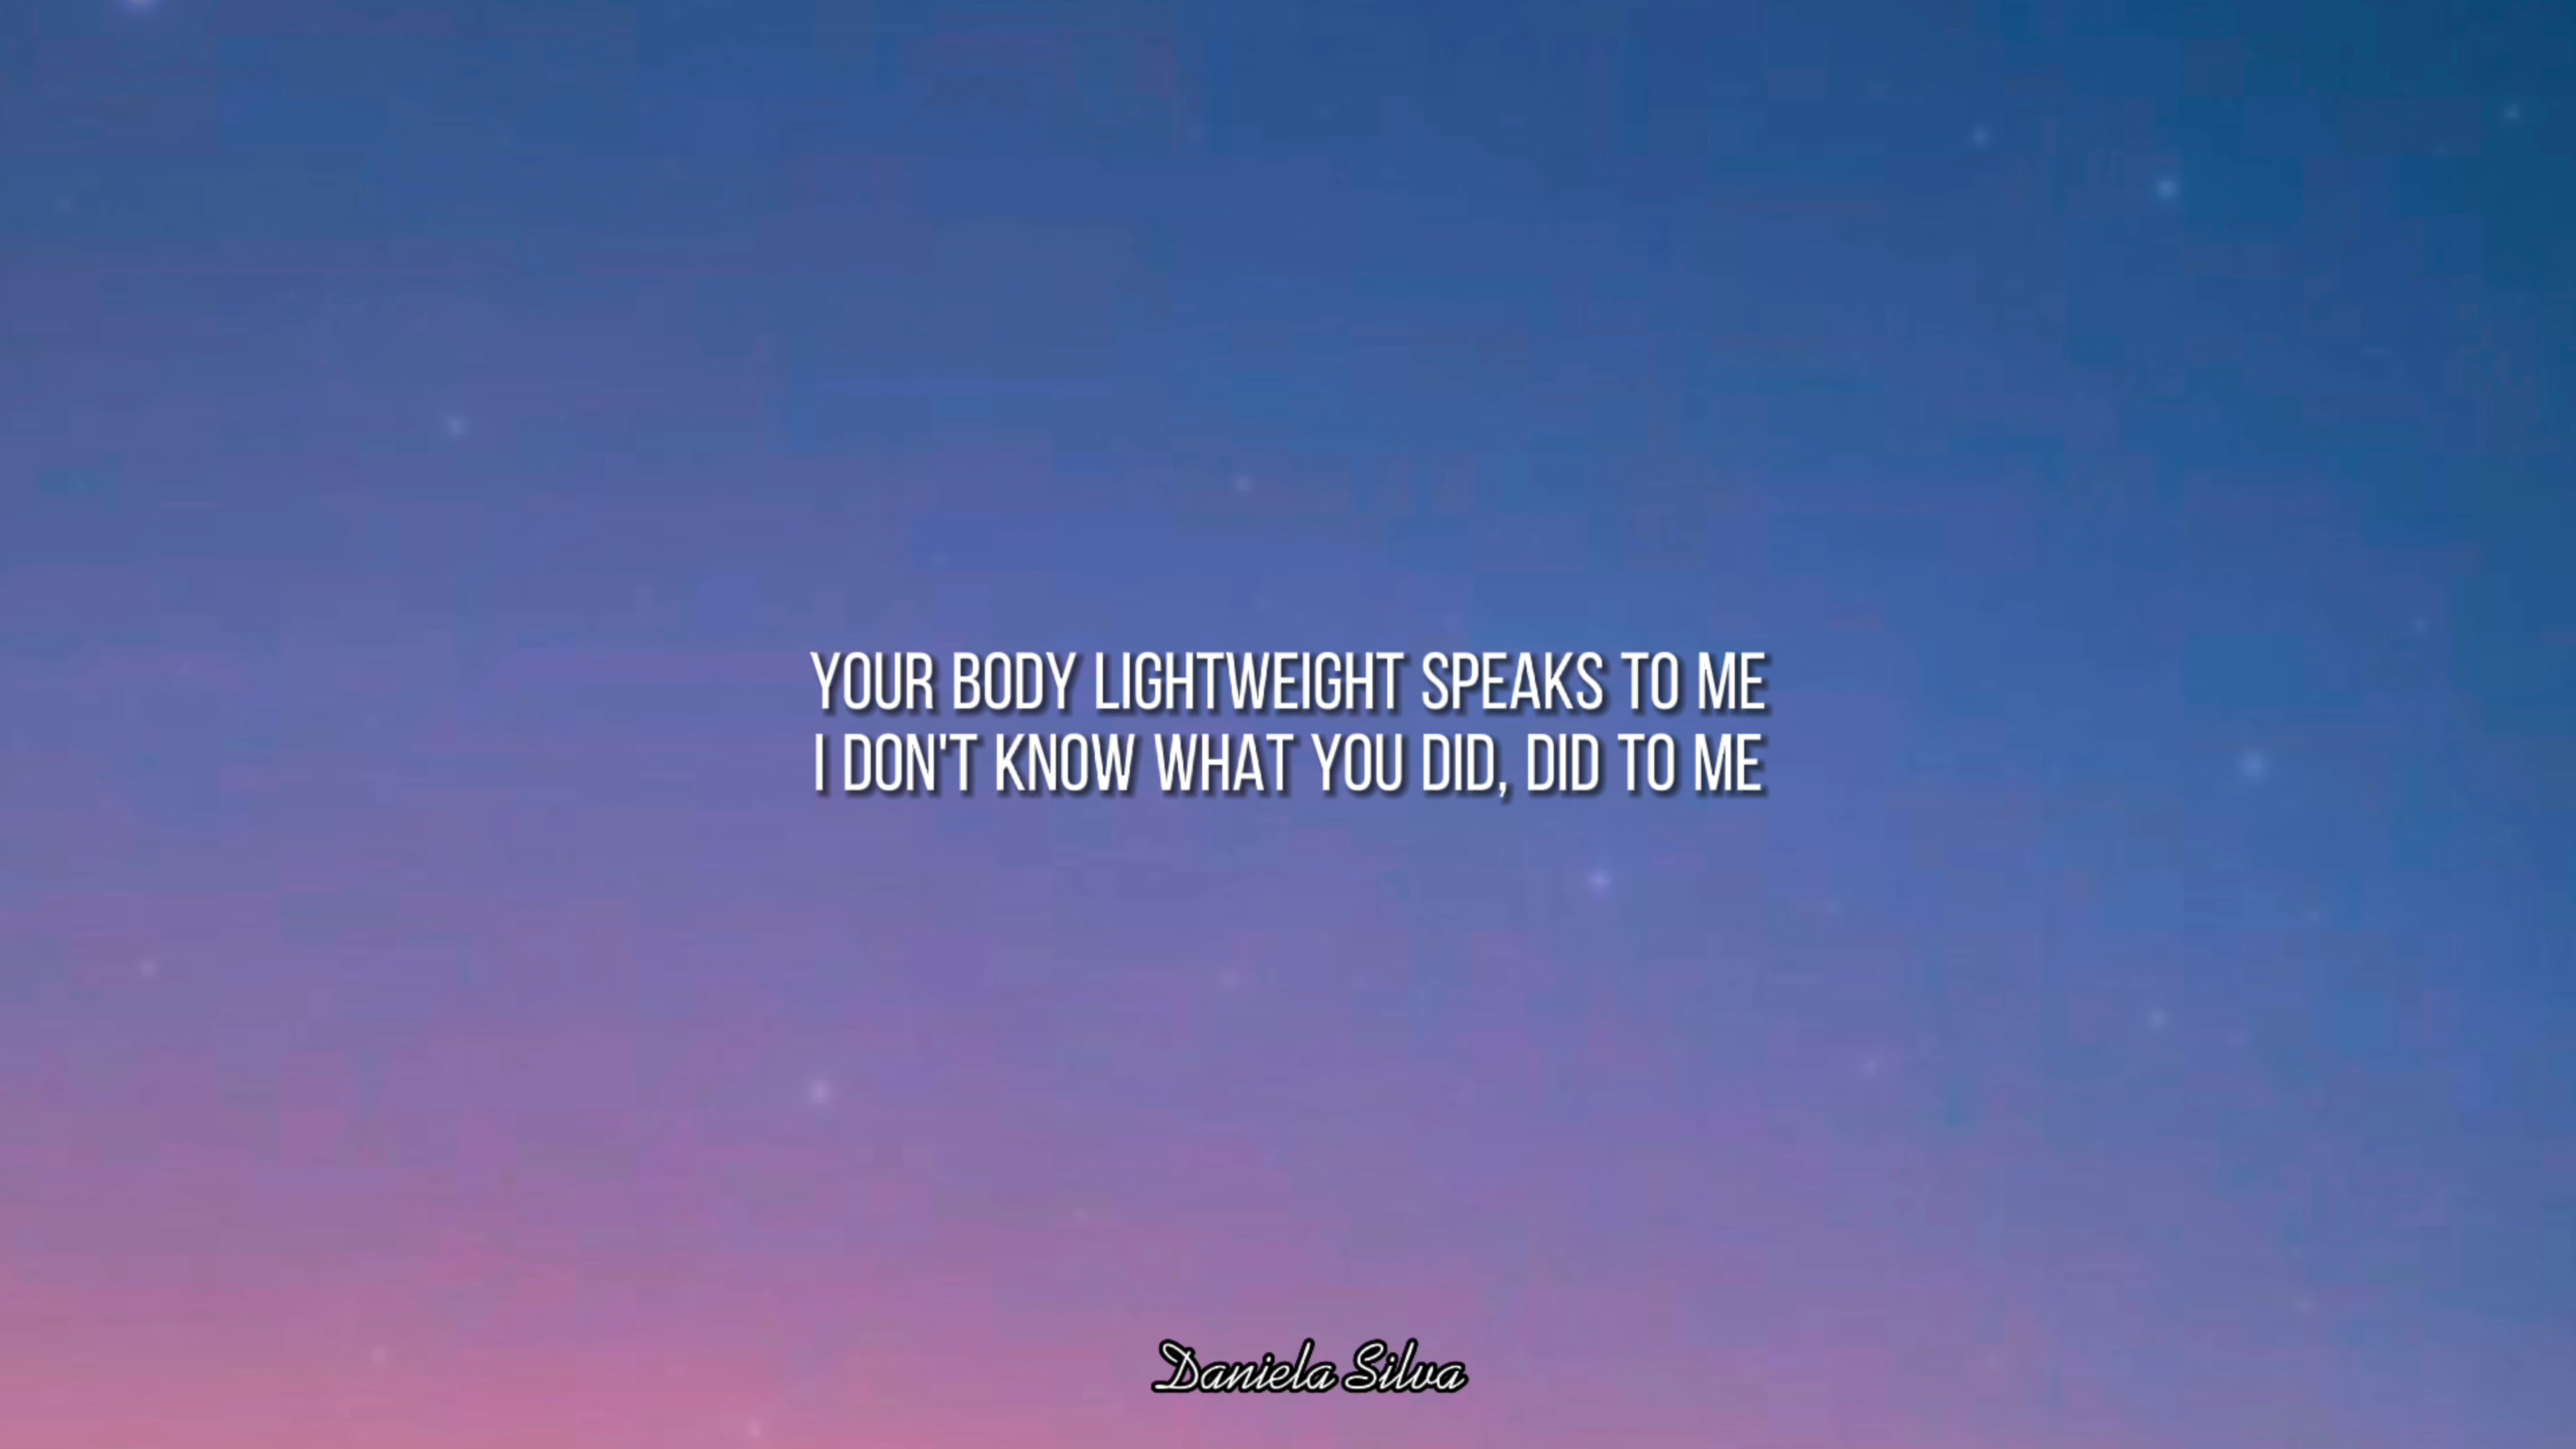 YOUR BODY LIGHTWEIGHT SPEAKS TO ME
I DON'T KNOW WHAT YOU DID, DID TO ME
Daniela Silva